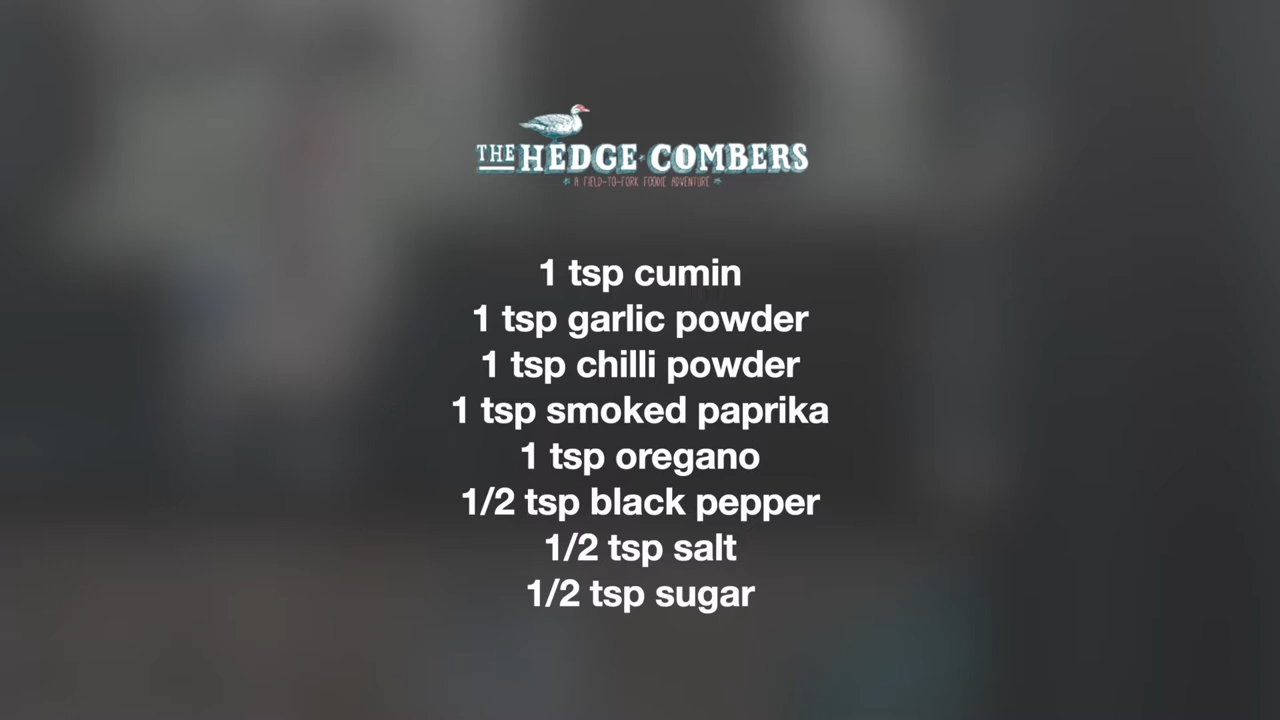 THE HEDGE COMBERS
A FIELD-TO-FORK FOODIE ADVENTURE
1 tsp cumin
1 tsp garlic powder
1 tsp chilli powder
1 tsp smoked paprika
1 tsp oregano
1/2 tsp black pepper
1/2 tsp salt
1/2 tsp sugar